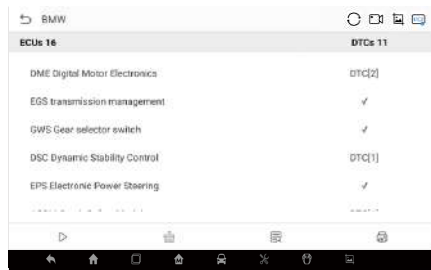 BMW
ECUs 16 DTCs 11
DME Digital Motor Electronics DTC[2]
EGS transmission management ✓
GWS Gear selector switch ✓
DSC Dynamic Stability Control DTC[1]
EPS Electronic Power Steering ✓